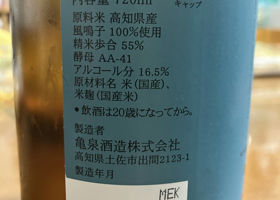 内容量 720ml
キャップ
原料米 高知県産
風鳴子 100%使用
精米歩合 55%
酵母 AA-41
アルコール分 16.5%
原材料名 米(国産)、
米麹(国産米)
•飲酒は20歳になってから。
製造者
亀泉酒造株式会社
高知県土佐市出間2123-1
製造年月
MEK